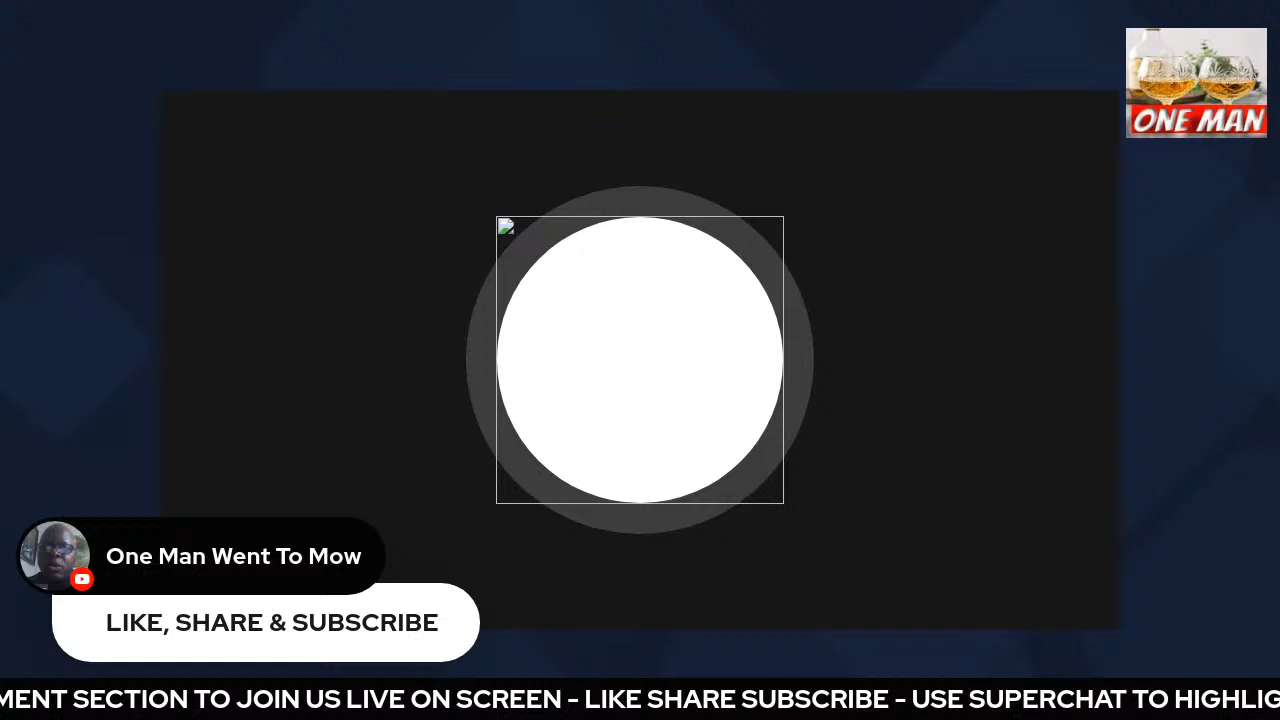 ONE MAN
One Man Went To Mow
LIKE, SHARE & SUBSCRIBE
MENT SECTION TO JOIN US LIVE ON SCREEN - LIKE SHARE SUBSCRIBE - USE SUPERCHAT TO HIGHLIG